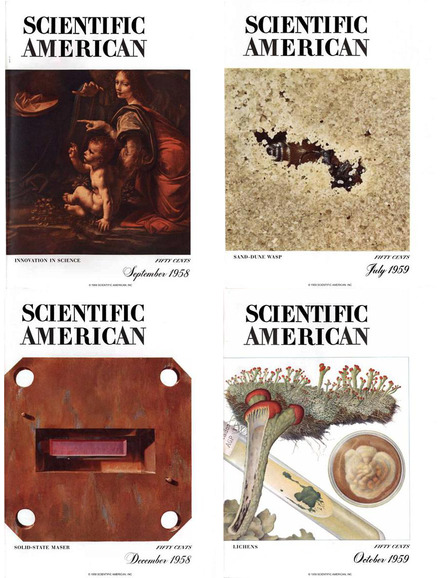 SCIENTIFIC
AMERICAN
INNOVATION IN SCIENCE
FIFTY CENTS
September 1958
© 1958 SCIENTIFIC AMERICAN, INC.
SCIENTIFIC
AMERICAN
SAND-DUNE WASP
FIFTY CENTS
July 1959
© 1959 SCIENTIFIC AMERICAN, INC.
SCIENTIFIC
AMERICAN
SOLID-STATE MASER
FIFTY CENTS
December 1958
© 1958 SCIENTIFIC AMERICAN, INC.
SCIENTIFIC
AMERICAN
LICHENS
FIFTY CENTS
October 1959
© 1959 SCIENTIFIC AMERICAN, INC.